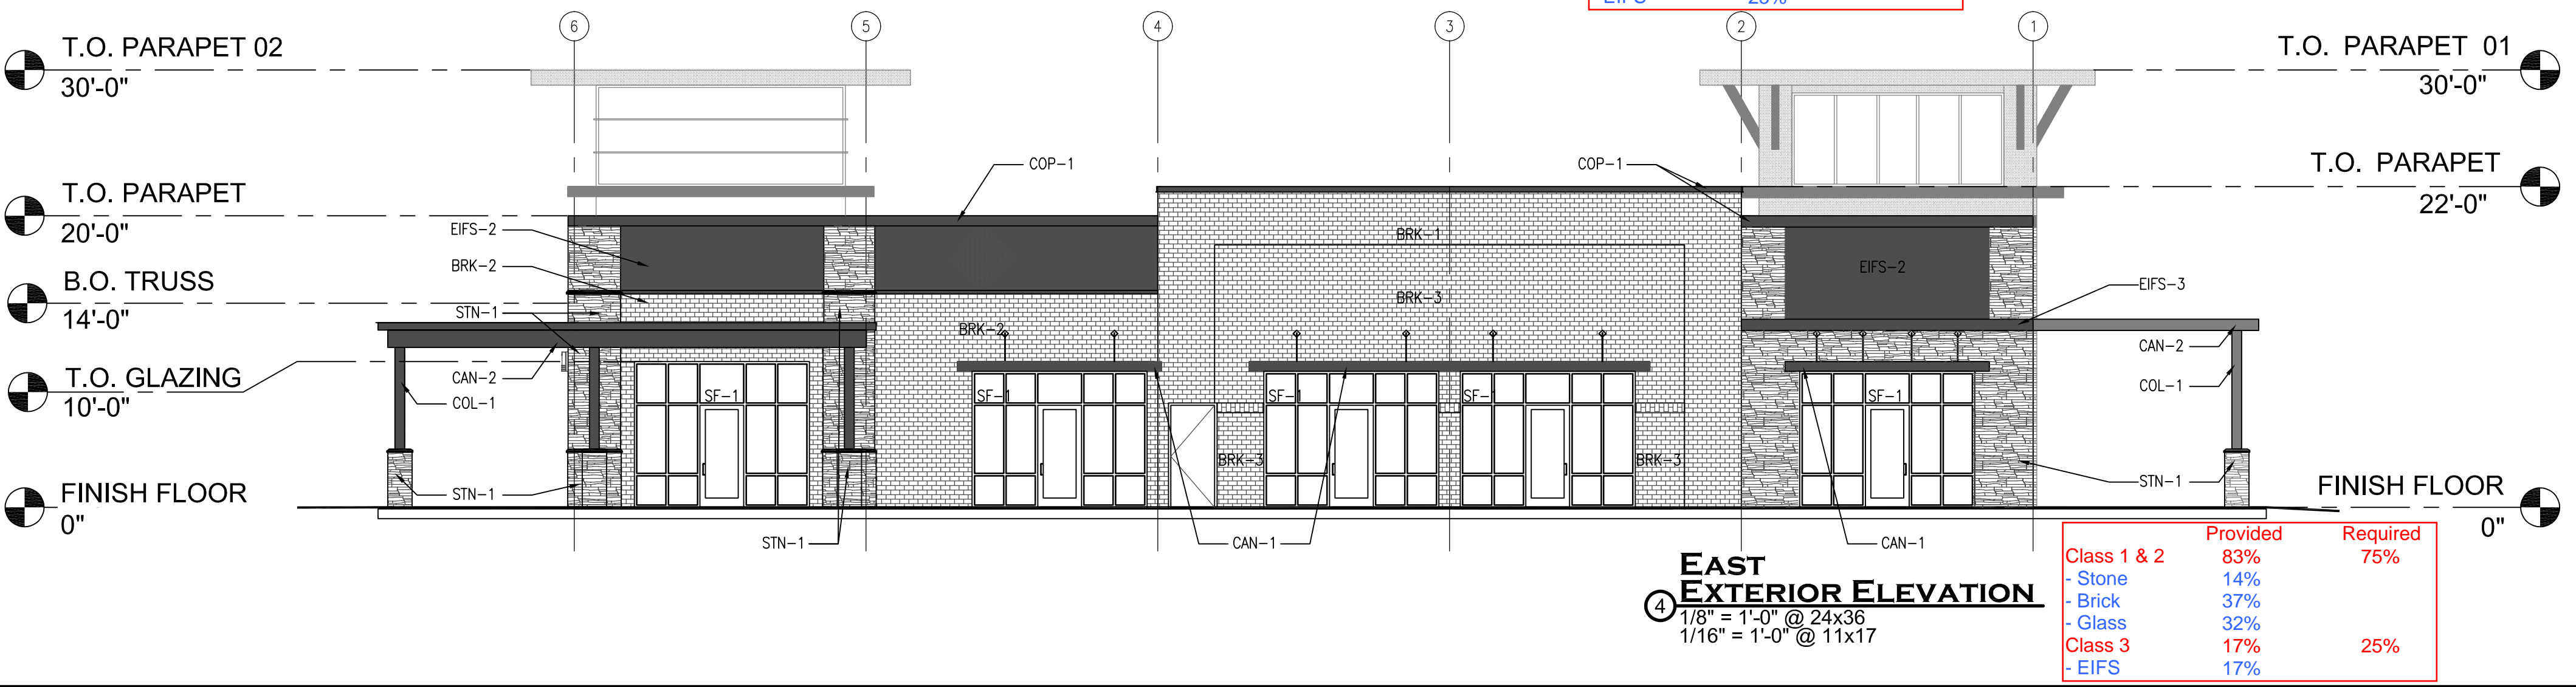 EIFS 25%
6 5 4 3 2 1
T.O. PARAPET 02
30'-0"
T.O. PARAPET 01
30'-0"
COP-1
COP-1
T.O. PARAPET
20'-0"
T.O. PARAPET
22'-0"
EIFS-2
BRK-1
BRK-2
EIFS-2
B.O. TRUSS
14'-0"
BRK-3
EIFS-3
STN-1
BRK-2
CAN-2
T.O. GLAZING
10'-0"
CAN-2
COL-1
COL-1
SF-1
SF-1
SF-1
SF-1
SF-1
BRK-3
BRK-3
FINISH FLOOR
0"
STN-1
STN-1
FINISH FLOOR
0"
STN-1
CAN-1
CAN-1
4
EAST
EXTERIOR ELEVATION
1/8" = 1'-0" @ 24x36
1/16" = 1'-0" @ 11x17
Provided Required
Class 1 & 2 83% 75%
- Stone 14%
- Brick 37%
- Glass 32%
Class 3 17% 25%
- EIFS 17%